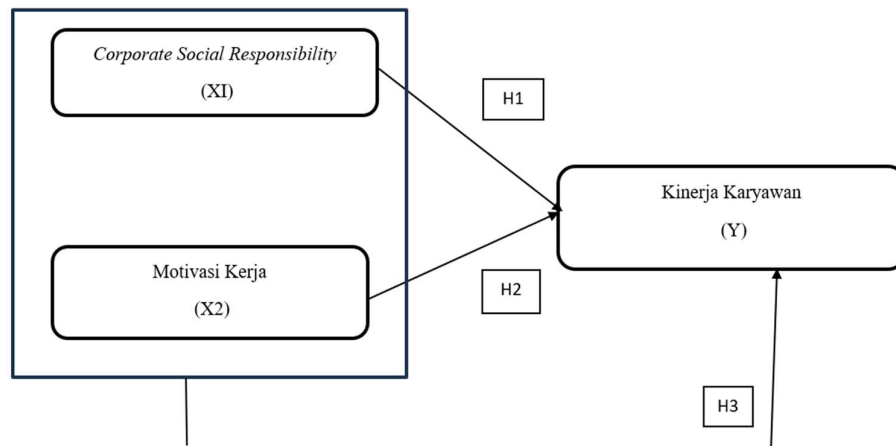 Corporate Social Responsibility
(XI)
H1
Kinerja Karyawan
(Y)
Motivasi Kerja
(X2)
H2
H3